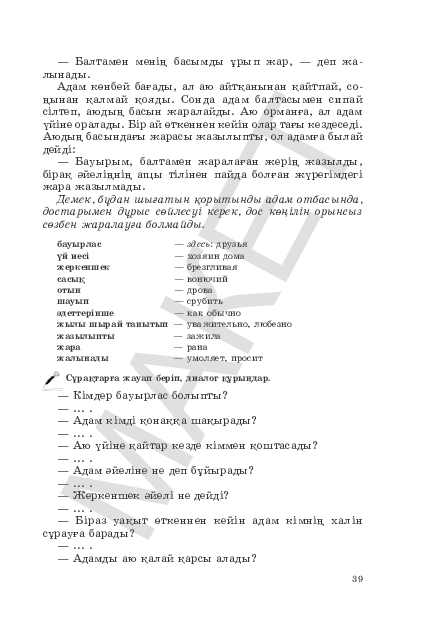 — Балтамен менің басымды ұрып жар, — деп жа-
лынады.
Адам көнбей бағады, ал аю айтқанынан қайтпай, со-
ңынан қалмай қояды. Сонда адам балтасымен сипай
сілтеп, аюдың басын жаралайды. Аю орманға, ал адам
үйіне оралады. Бір ай өткеннен кейін олар тағы кездеседі.
Аюдың басындағы жарасы жазылыпты, ол адамға былай
дейді:
— Бауырым, балтамен жаралаған жерің жазылды,
бірақ әйеліңнің ащы тілінен пайда болған жүрегімдегі
жара жазылмады.
Демек, бұдан шығатын қорытынды адам отбасында,
достарымен дұрыс сөйлесуі керек, дос көңілін орынсыз
сөзбен жаралауға болмайды.
бауырлас — здесь: друзья
үй иесі — хозяин дома
жеркеншек — брезгливая
сасық — вонючий
отын — дрова
шауып — срубить
әдеттерінше — как обычно
жылы шырай танытып — уважительно, любезно
жазылыпты — зажила
жара — рана
жалынады — умоляет, просит
Сұрақтарға жауап беріп, диалог құрыңдар.
— Кімдер бауырлас болыпты?
— ... .
— Адам кімді қонаққа шақырады?
— ... .
— Аю үйіне қайтар кезде кіммен қоштасады?
— ... .
— Адам әйеліне не деп бұйырады?
— ... .
— Жеркеншек әйелі не дейді?
— ... .
— Біраз уақыт өткеннен кейін адам кімнің халін
сұрауға барады?
— ... .
— Адамды аю қалай қарсы алады?
39
МАКЕТ